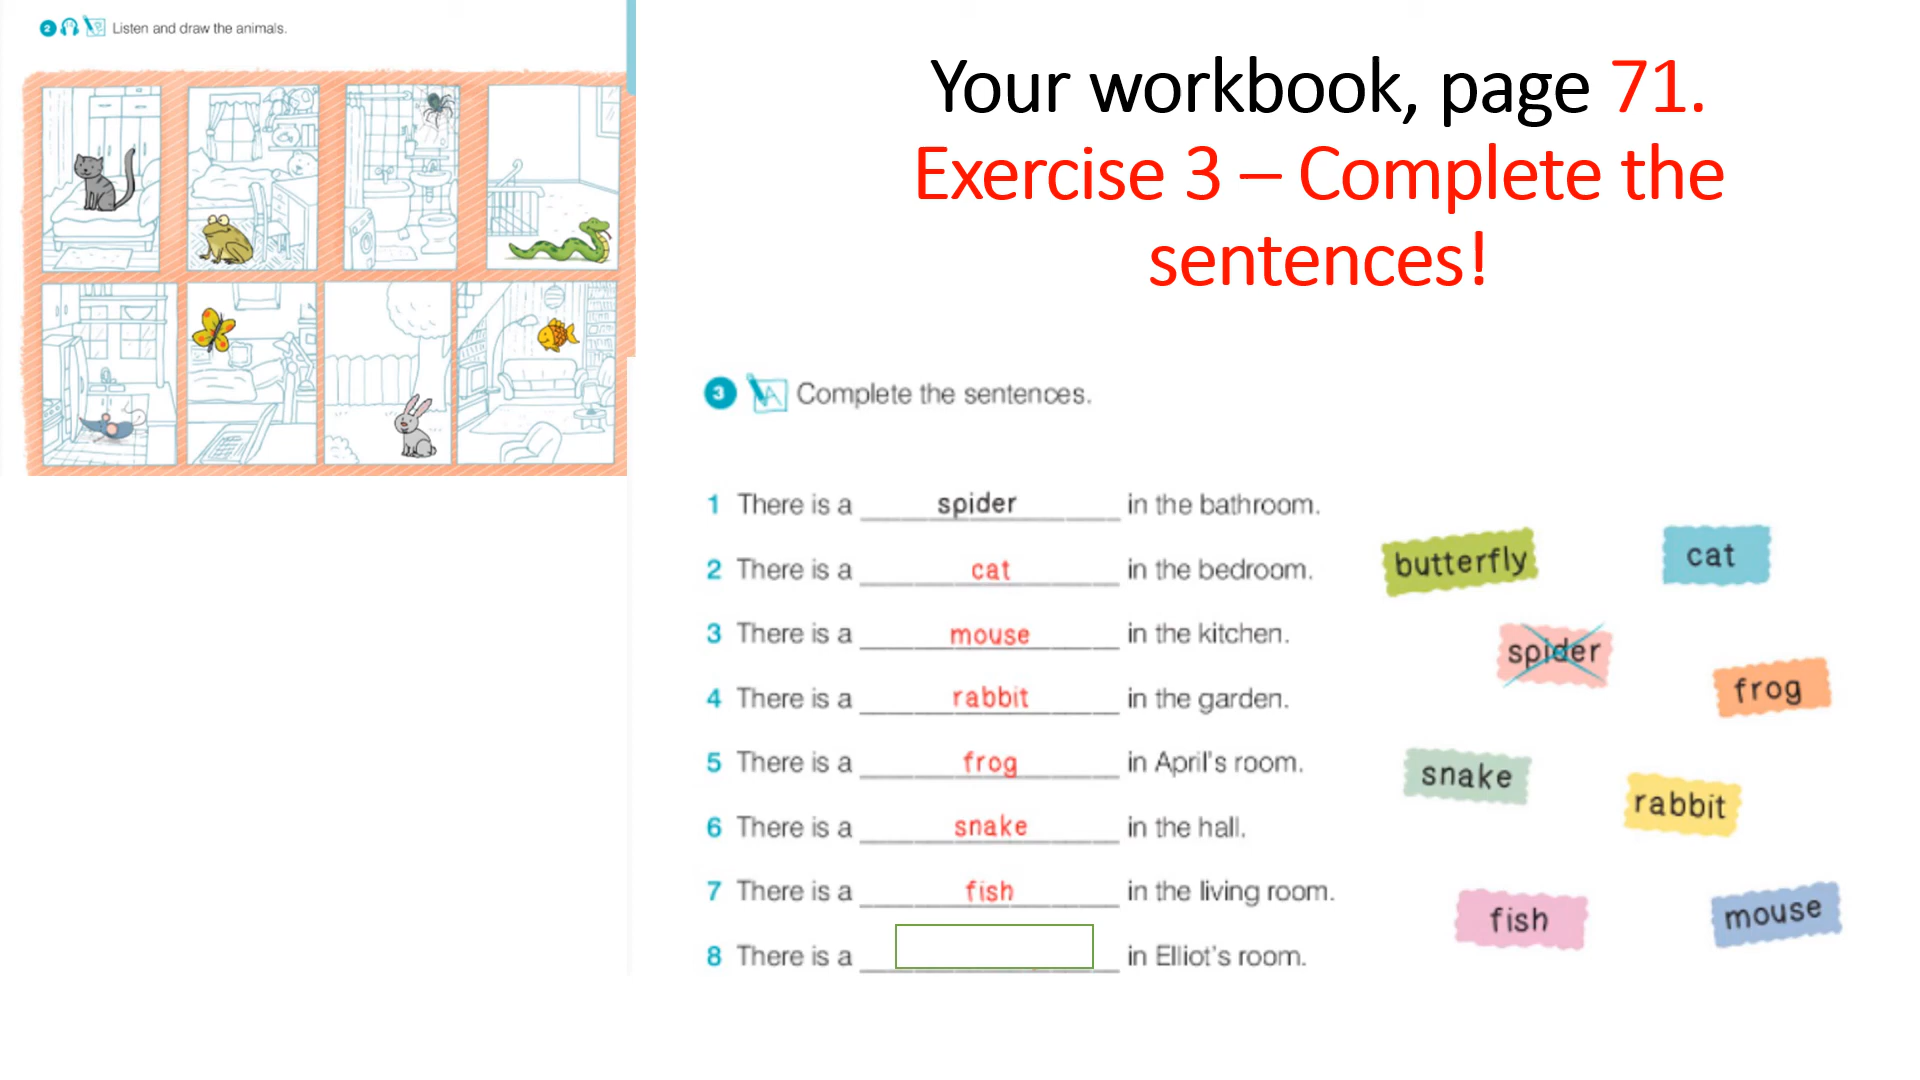 2 Listen and draw the animals.
Your workbook, page 71.
Exercise 3 – Complete the
sentences!
3 A Complete the sentences.
1 There is a spider in the bathroom.
2 There is a cat in the bedroom.
3 There is a mouse in the kitchen.
4 There is a rabbit in the garden.
5 There is a frog in April's room.
6 There is a snake in the hall.
7 There is a fish in the living room.
8 There is a in Elliot's room.
butterfly
cat
spider
frog
snake
rabbit
fish
mouse